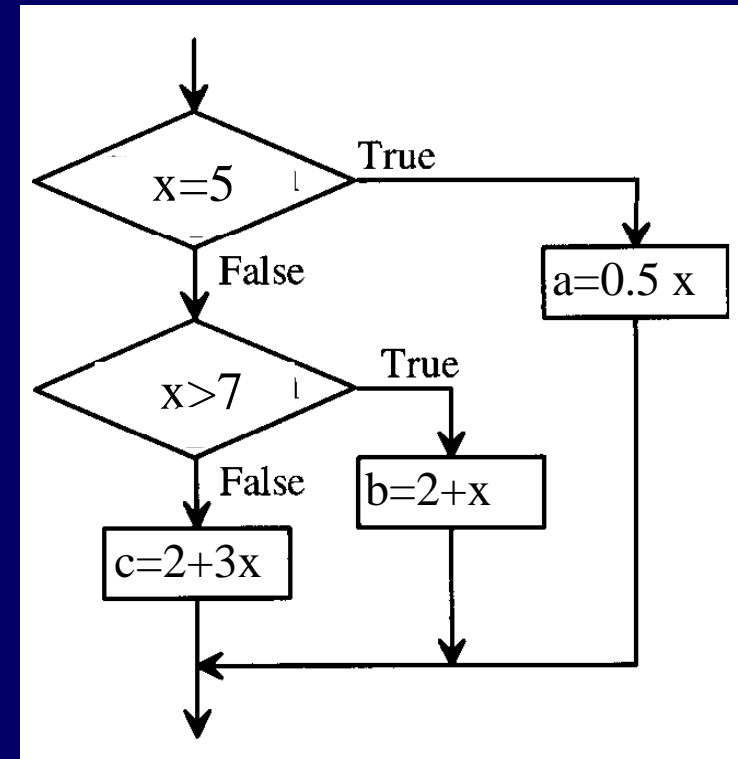 True
x=5
False
a=0.5 x
True
x>7
False
b=2+x
c=2+3x